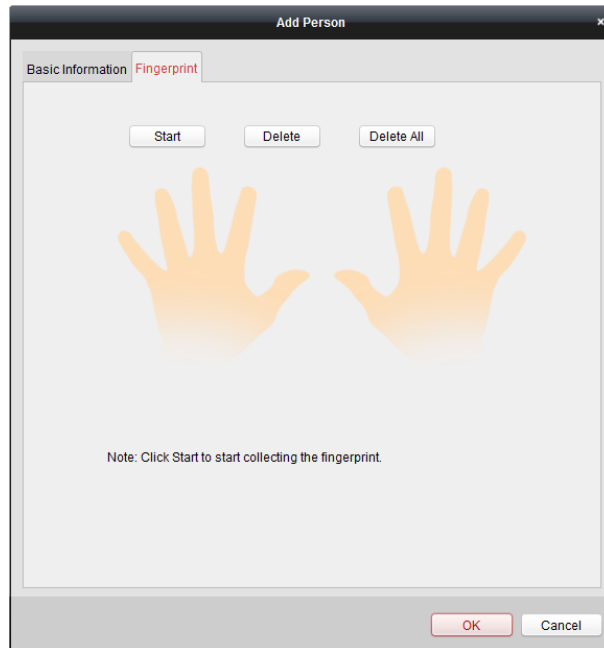 Add Person
×
Basic Information Fingerprint
Start Delete Delete All
Note: Click Start to start collecting the fingerprint.
OK Cancel